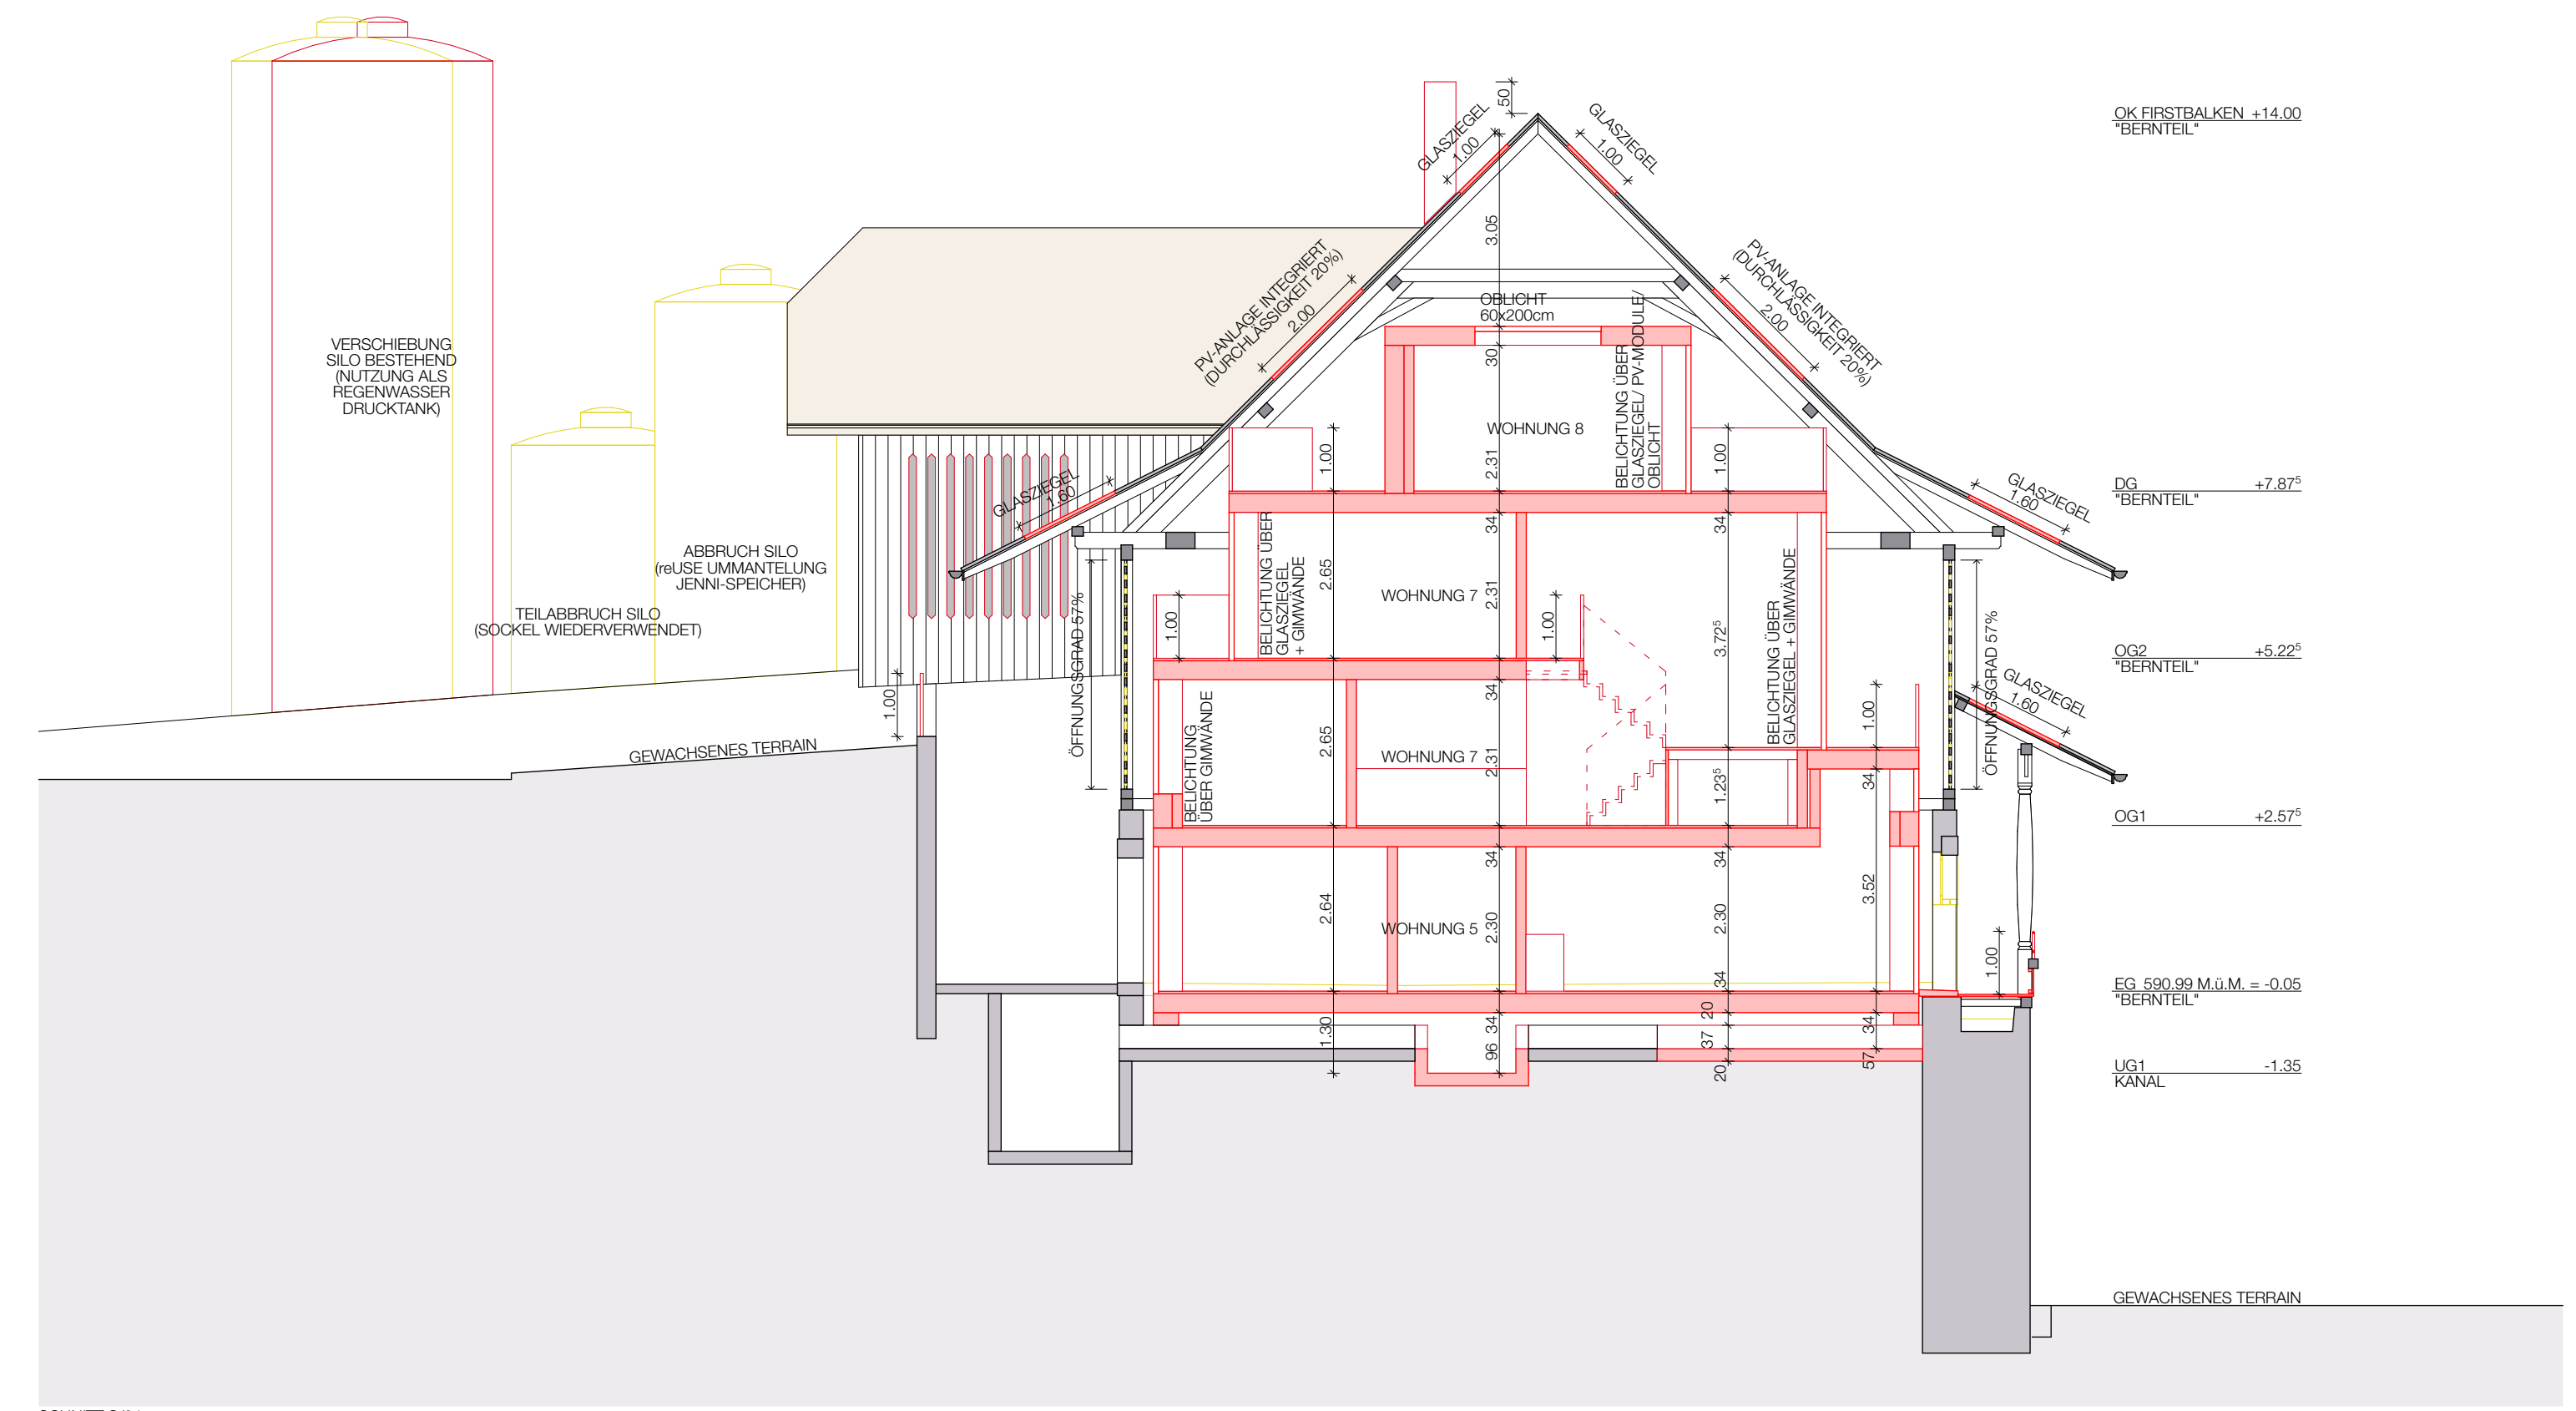 50
OK FIRSTBALKEN +14.00
"BERNTEIL"
GLASZIEGEL
1.00
GLASZIEGEL
1.00
3.05
PV-ANLAGE INTEGRIERT
(DURCHLÄSSIGKEIT 20%)
2.00
PV-ANLAGE INTEGRIERT
(DURCHLÄSSIGKEIT 20%)
2.00
OBLICHT
60x200cm
VERSCHIEBUNG
SILO BESTEHEND
(NUTZUNG ALS
REGENWASSER
DRUCKTANK)
30
BELICHTUNG ÜBER
GLASZIEGEL/ PV-MODULE/
OBLICHT
WOHNUNG 8
1.00
2.31
1.00
GLASZIEGEL
1.60
GLASZIEGEL
1.60
DG +7.87⁵
"BERNTEIL"
34
34
ABBRUCH SILO
(reUSE UMMANTELUNG
JENNI-SPEICHER)
BELICHTUNG ÜBER
GLASZIEGEL
+ GIMWÄNDE
2.65
WOHNUNG 7
2.31
BELICHTUNG ÜBER
GLASZIEGEL + GIMWÄNDE
TEILABBRUCH SILO
(SOCKEL WIEDERVERWENDET)
ÖFFNUNGSGRAD 57%
1.00
1.00
3.72⁵
ÖFFNUNGSGRAD 57%
OG2 +5.22⁵
"BERNTEIL"
GLASZIEGEL
1.60
1.00
34
1.00
GEWACHSENES TERRAIN
BELICHTUNG
ÜBER GIMWÄNDE
2.65
WOHNUNG 7
2.31
1.23⁵
34
OG1 +2.57⁵
34
34
2.64
WOHNUNG 5
2.30
2.30
3.52
1.00
34
EG 590.99 M.ü.M. = -0.05
"BERNTEIL"
1.30
34
96
20
37
20
34
57
UG1 -1.35
KANAL
GEWACHSENES TERRAIN